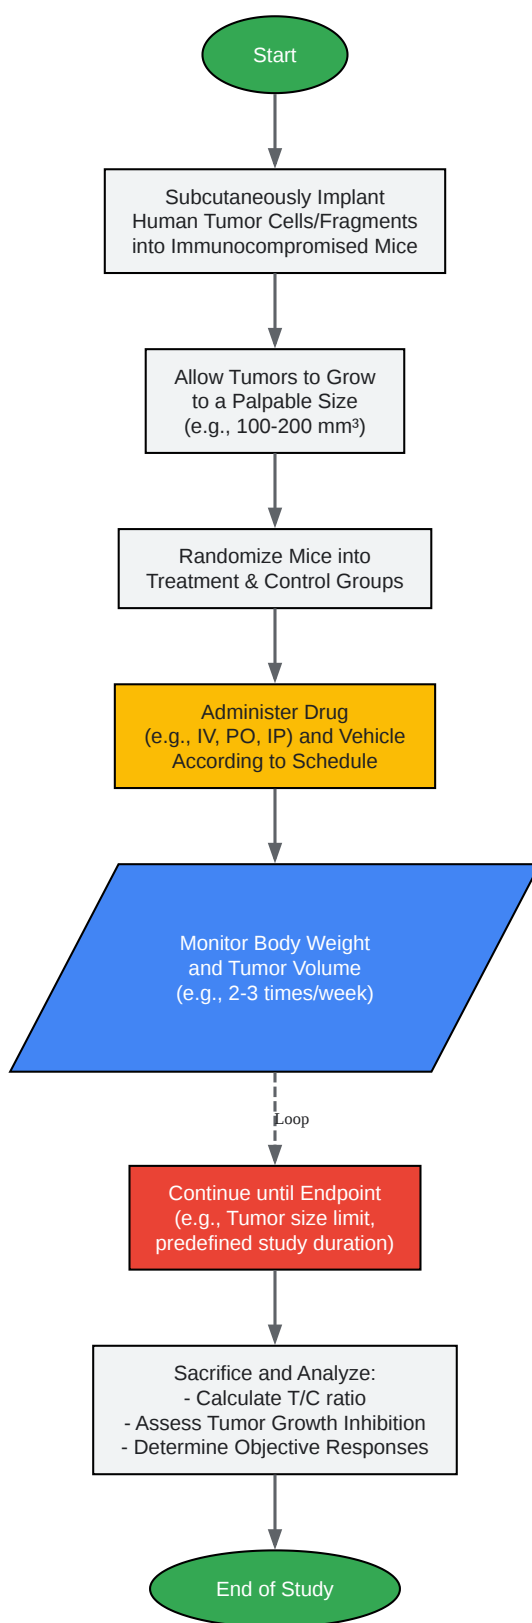 Start
Subcutaneously Implant
Human Tumor Cells/Fragments
into Immunocompromised Mice
Allow Tumors to Grow
to a Palpable Size
(e.g., 100-200 mm³)
Randomize Mice into
Treatment & Control Groups
Administer Drug
(e.g., IV, PO, IP) and Vehicle
According to Schedule
Monitor Body Weight
and Tumor Volume
(e.g., 2-3 times/week)
Loop
Continue until Endpoint
(e.g., Tumor size limit,
predefined study duration)
Sacrifice and Analyze:
- Calculate T/C ratio
- Assess Tumor Growth Inhibition
- Determine Objective Responses
End of Study